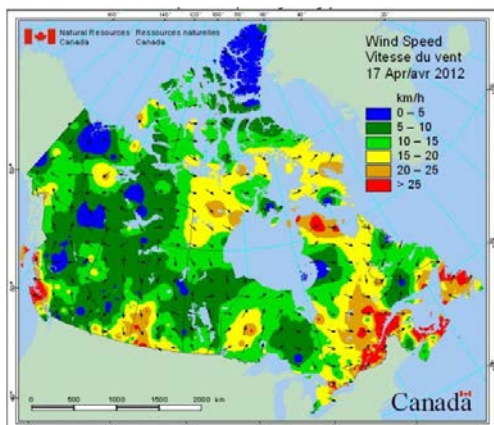 Natural Resources Ressources naturelles
Canada Canada
Wind Speed
Vitesse du vent
17 Apr/avr 2012
km/h
0 – 5
5 – 10
10 – 15
15 – 20
20 – 25
> 25
0 500 1000 1500 2000 km
Canada